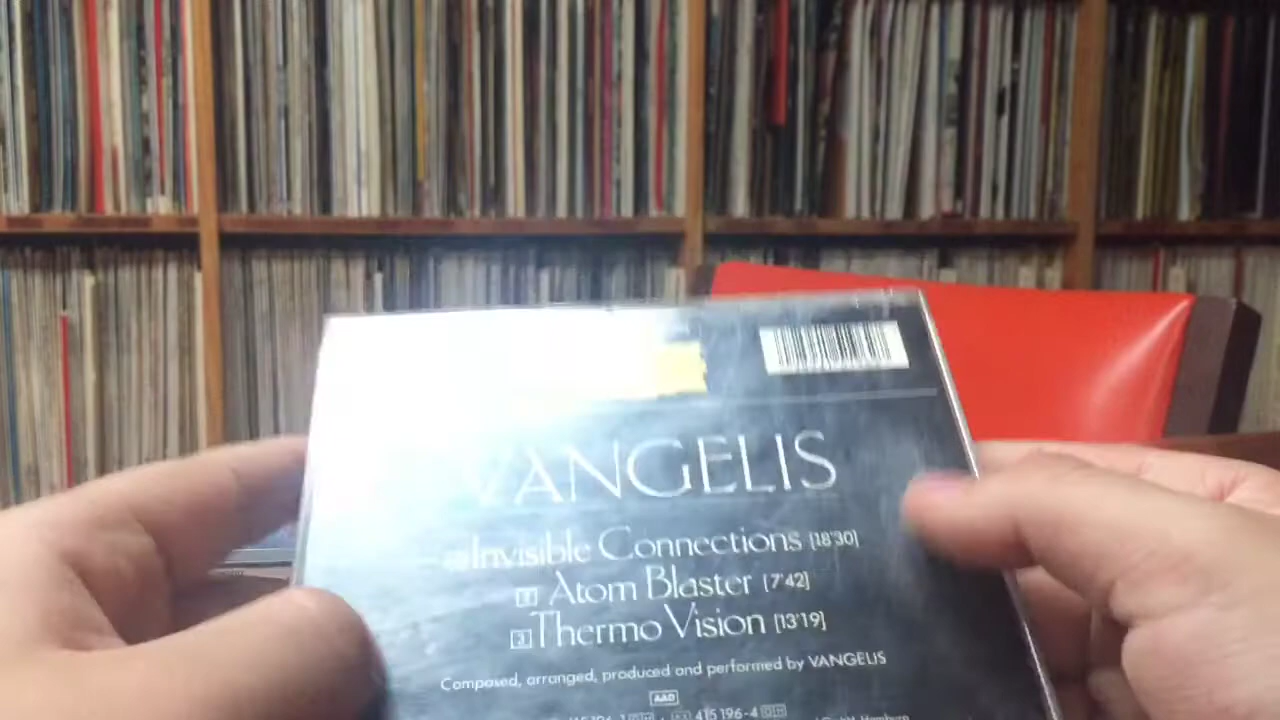 VANGELIS
Invisible Connections [18'30]
2 Atom Blaster [7'42]
3 Thermo Vision [13'19]
Composed, arranged, produced and performed by VANGELIS
AAD
415 196-4
Hamburg